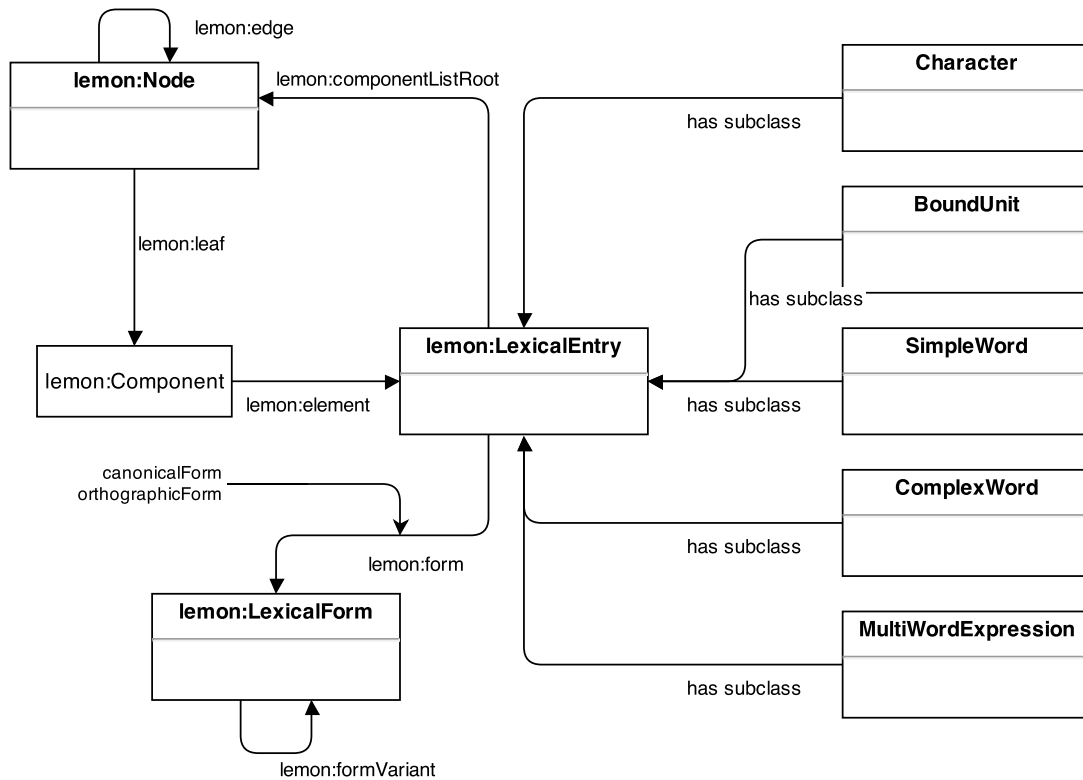 lemon:edge
lemon:Node
lemon:componentListRoot
Character
has subclass
BoundUnit
lemon:leaf
has subclass
lemon:LexicalEntry
SimpleWord
lemon:Component
lemon:element
has subclass
canonicalForm
orthographicForm
ComplexWord
has subclass
lemon:form
lemon:LexicalForm
MultiWordExpression
has subclass
lemon:formVariant